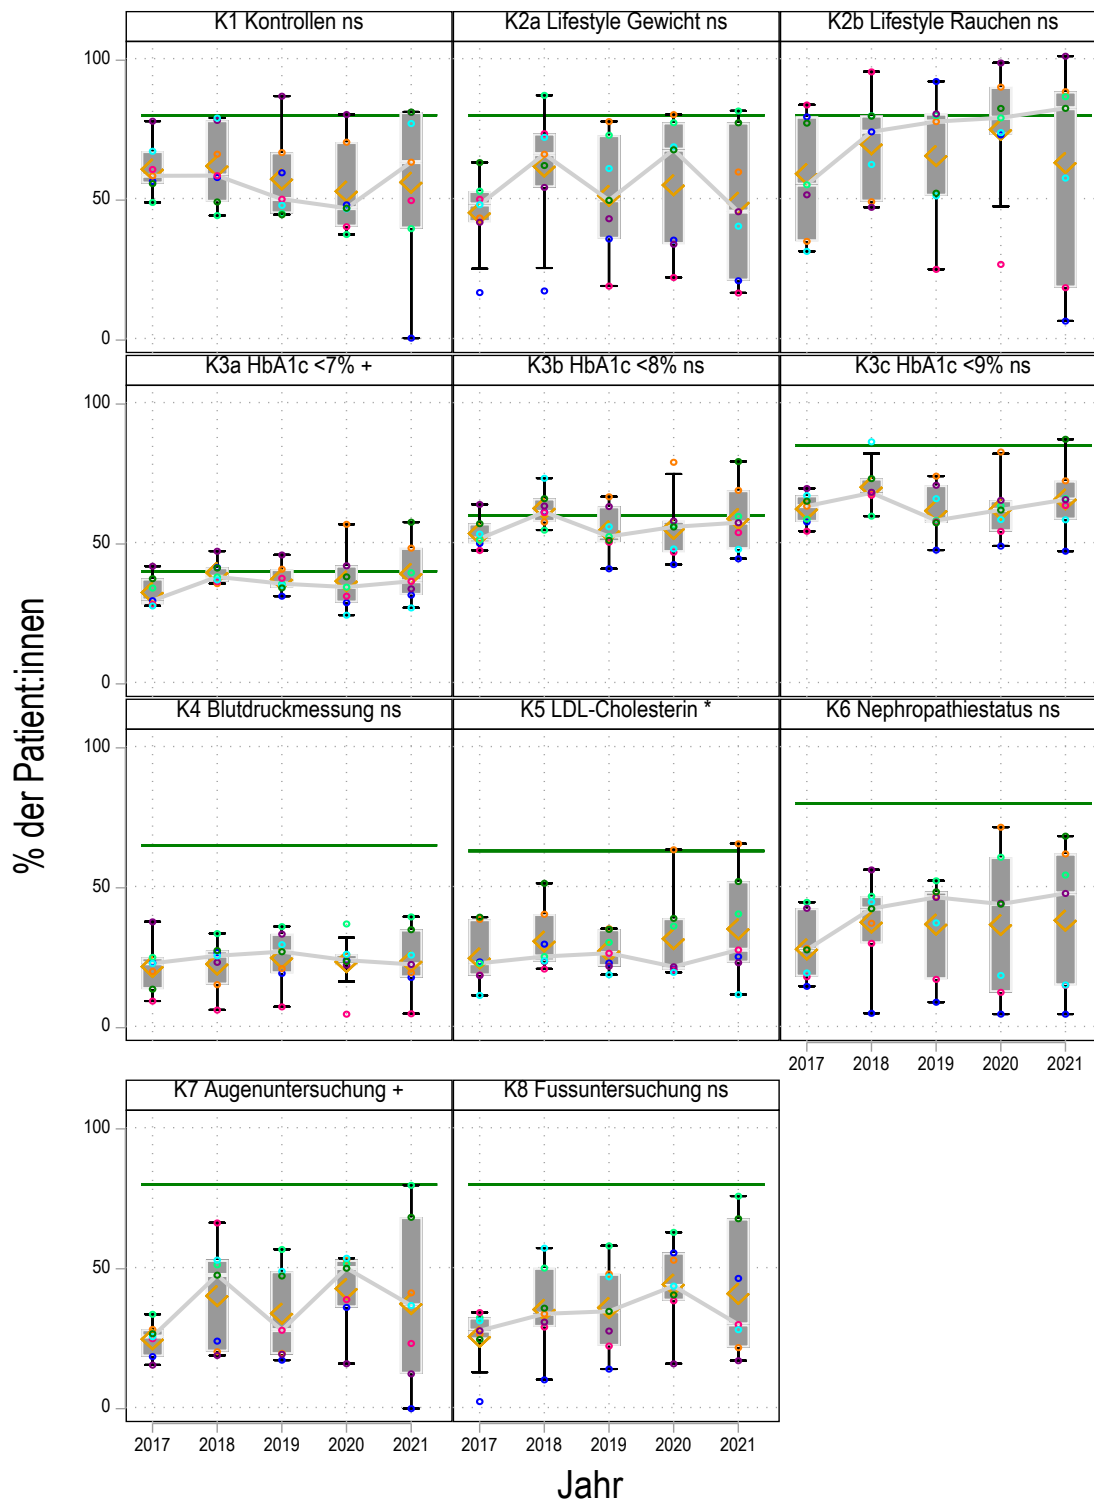 K1 Kontrollen ns
K2a Lifestyle Gewicht ns
K2b Lifestyle Rauchen ns
100
50
0
K3a HbA1c <7% +
K3b HbA1c <8% ns
K3c HbA1c <9% ns
100
50
0
% der Patient:innen
K4 Blutdruckmessung ns
K5 LDL-Cholesterin *
K6 Nephropathiestatus ns
100
50
0
2017 2018 2019 2020 2021
K7 Augenuntersuchung +
K8 Fussuntersuchung ns
100
50
0
2017 2018 2019 2020 2021
2017 2018 2019 2020 2021
Jahr